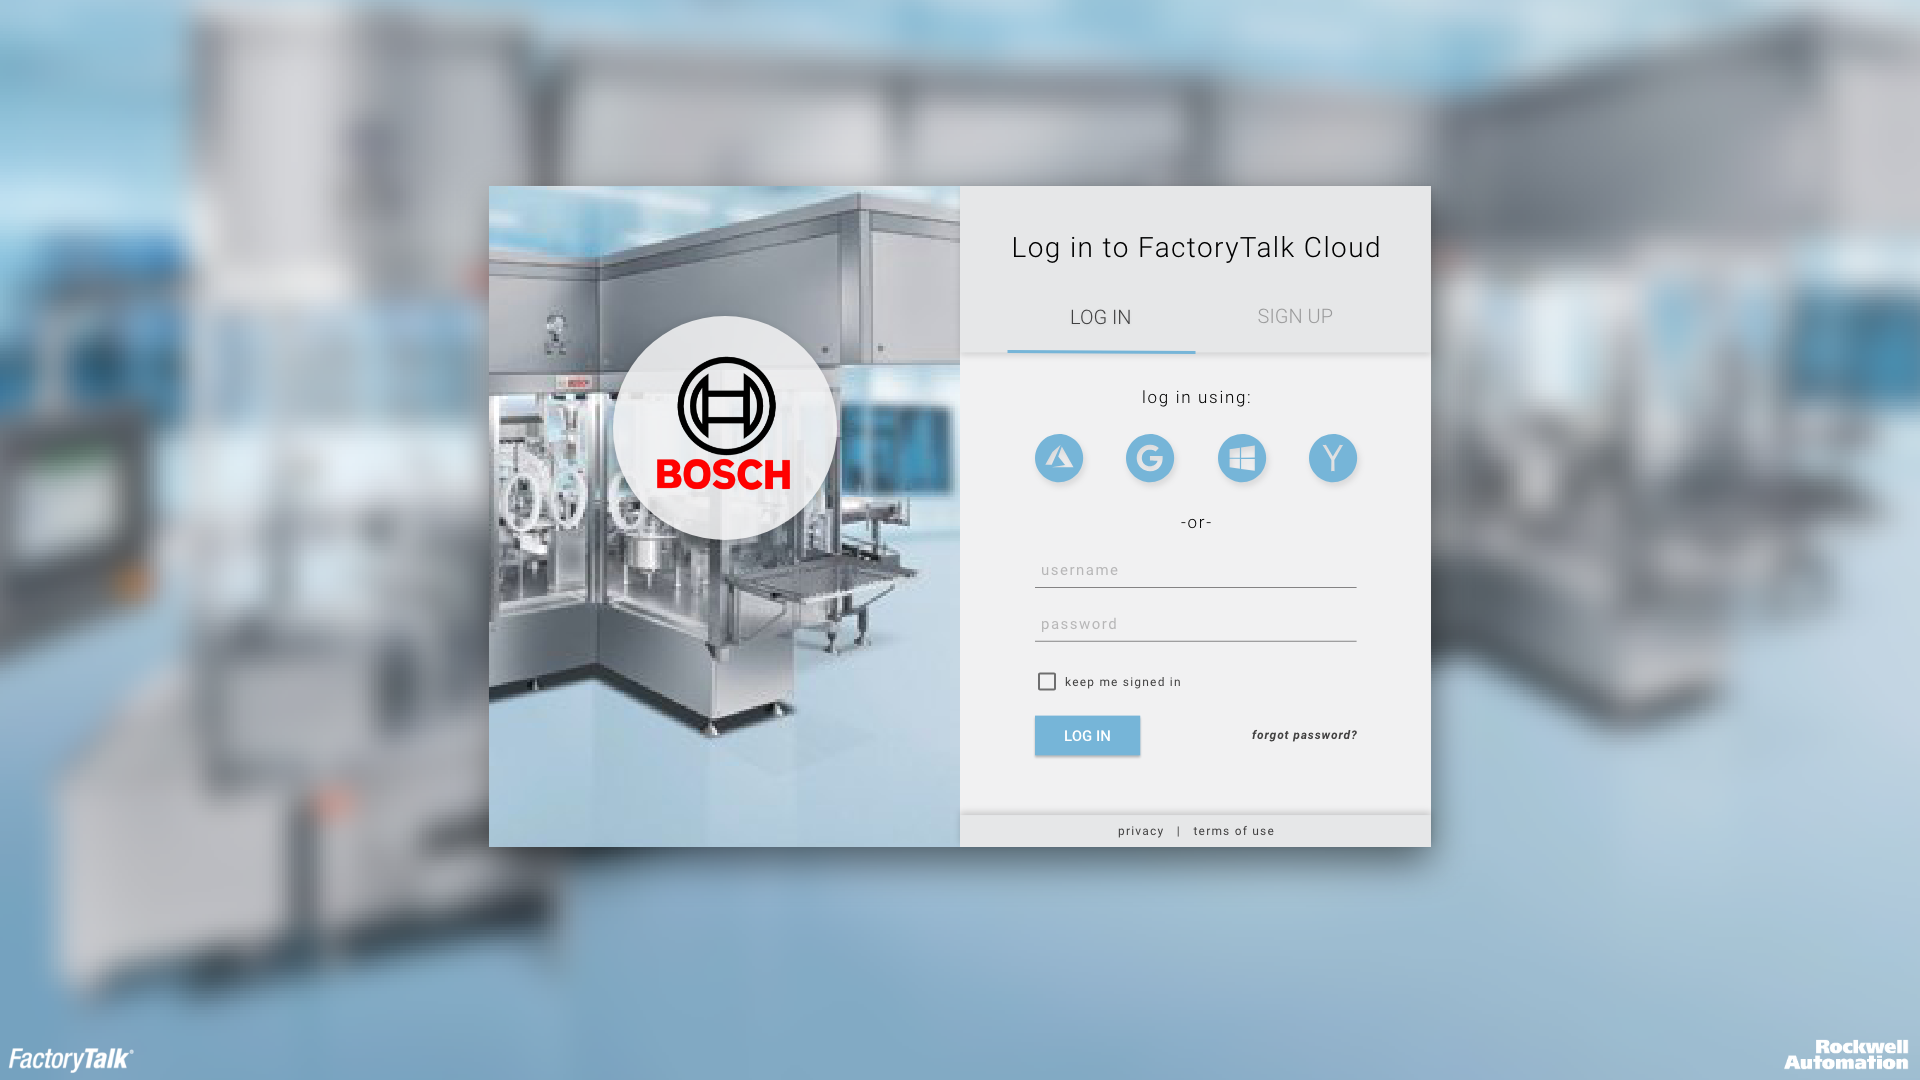 Log in to FactoryTalk Cloud
LOG IN
SIGN UP
BOSCH
log in using:
-or-
username
password
keep me signed in
LOG IN
forgot password?
privacy | terms of use
FactoryTalk
Rockwell
Automation